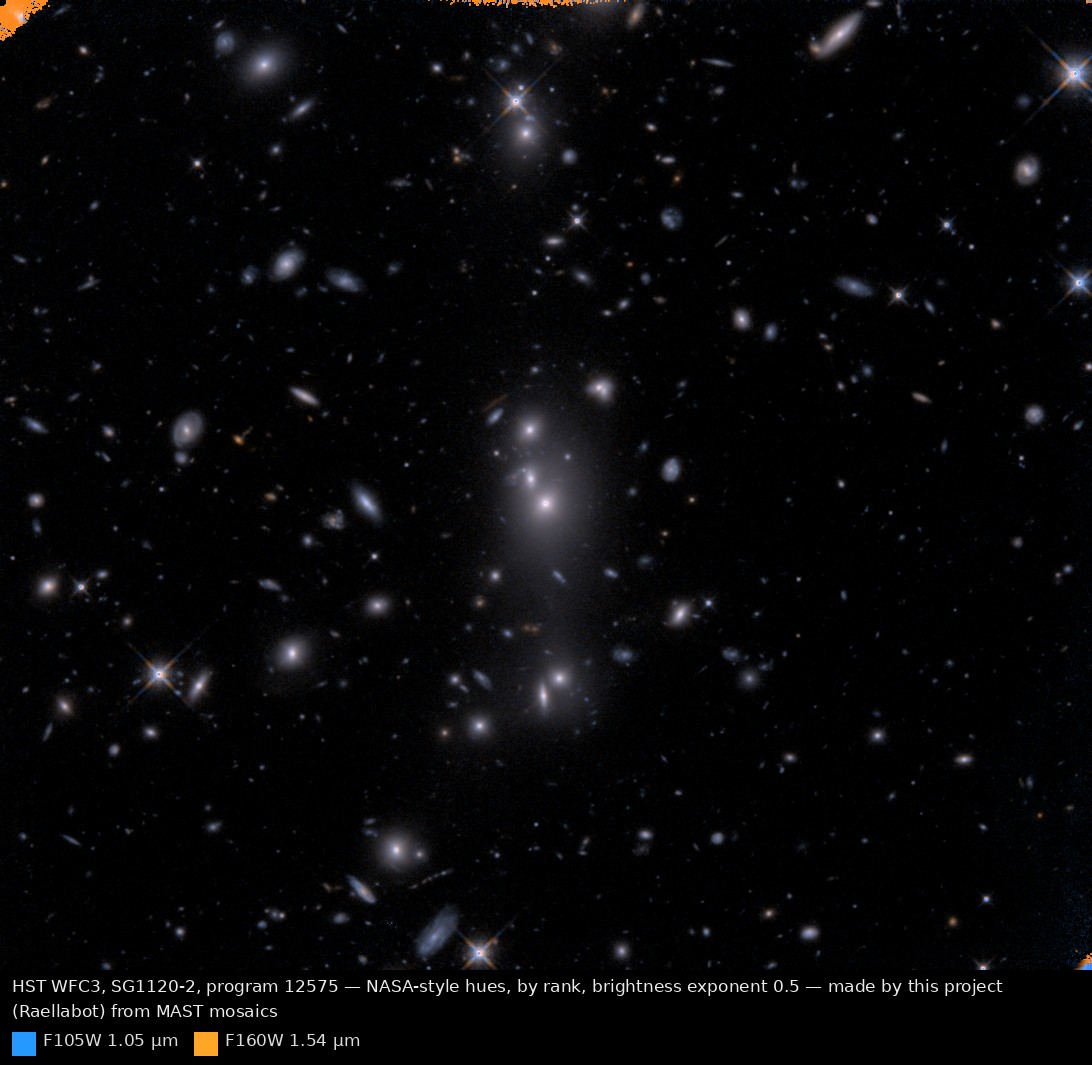 HST WFC3, SG1120-2, program 12575 — NASA-style hues, by rank, brightness exponent 0.5 — made by this project
(Raellabot) from MAST mosaics
F105W 1.05 μm F160W 1.54 μm